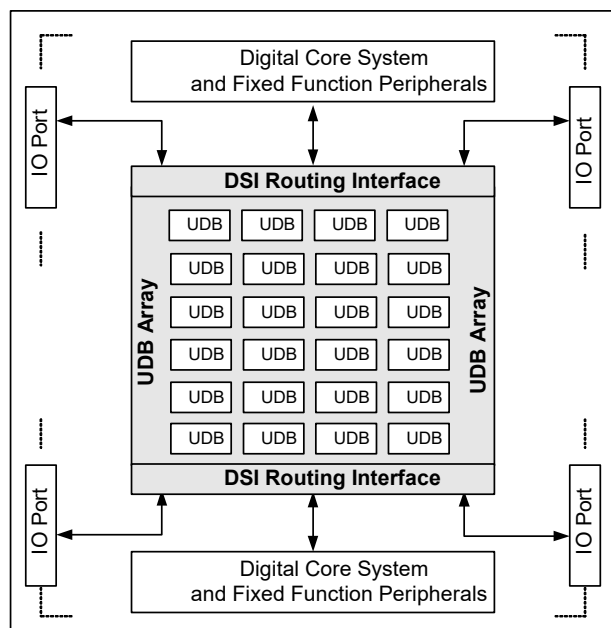 Digital Core System
and Fixed Function Peripherals
IO Port
IO Port
DSI Routing Interface
UDB Array
UDB UDB UDB UDB
UDB UDB UDB UDB
UDB UDB UDB UDB
UDB UDB UDB UDB
UDB UDB UDB UDB
UDB UDB UDB UDB
UDB Array
DSI Routing Interface
IO Port
IO Port
Digital Core System
and Fixed Function Peripherals